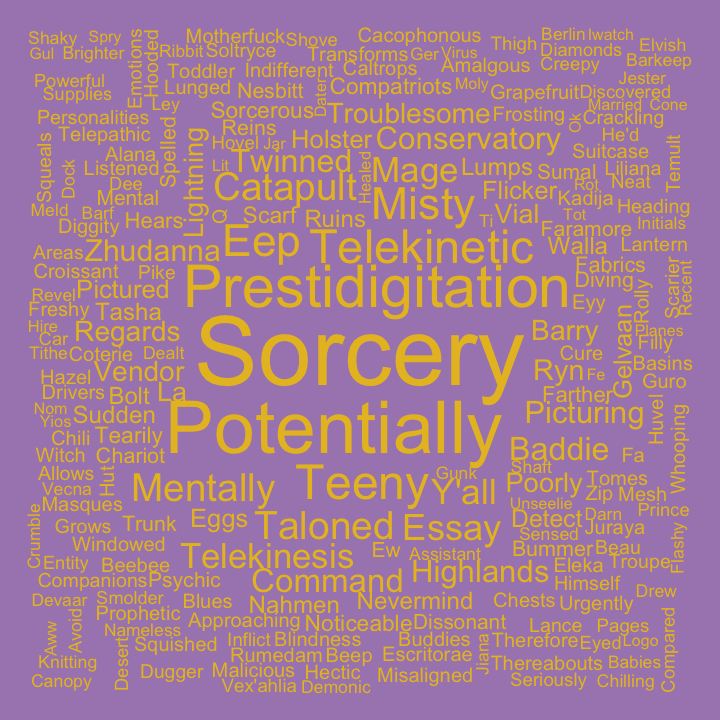 Shaky
Spry
Motherfuck
Shove
Cacophonous
Thigh
Berlin
Iwatch
Elvish
Gul
Brighter
Emotions
Hooded
Ribbit
Soltryce
Transforms
Ger
Virus
Diamonds
Barkeep
Toddler
Indifferent
Caltrops
Amalgous
Creepy
Jester
Powerful
Lunged
Nesbitt
Dater
Compatriots
Moly
Grapefruit
Discovered
Supplies
Ley
Sorcerous
Troublesome
Frosting
Married
Cone
Personalities
Spelled
Lightning
Reins
Holster
Conservatory
Ok
Crackling
Telepathic
Hovel
Jar
He'd
Temult
Squeals
Alana
Twinned
Healed
Mage
Lumps
Suitcase
Listened
Lit
Sumal
Liliana
Dock
Dee
Catapult
Misty
Flicker
Rot
Neat
Mental
Kadija
Heading
Meld
Barf
Hears
Q
Scarf
Ruins
Ti
Vial
Tot
Initials
Diggity
Eep
Telekinetic
Faramore
Areas
Zhudanna
Walla
Lantern
Croissant
Pike
Prestidigitation
Fabrics
Scarier
Recent
Revel
Pictured
Diving
Rolly
Freshy
Tasha
Eyy
Gelvaan
Hire
Regards
Sorcery
Barry
Planes
Car
Filly
Tithe
Coterie
Dealt
Cure
Basins
Hazel
Vendor
Ryn
Fe
Guro
Drivers
Bolt
La
Farther
Nom
Sudden
Potentially
Picturing
Huvel
Whooping
Yios
Tearily
Chili
Baddie
Fa
Witch
Chariot
Gunk
Shaft
Allows
Hut
Mentally
Teeny
Y'all
Poorly
Tomes
Vecna
Unseelie
Zip
Mesh
Masques
Eggs
Taloned
Essay
Detect
Darn
Prince
Crumble
Grows
Trunk
Sensed
Juraya
Flashy
Windowed
Telekinesis
Ew
Assistant
Bummer
Beau
Entity
Beebee
Highlands
Eleka
Troupe
Companions
Psychic
Command
Himself
Devaar
Smolder
Blues
Nahmen
Nevermind
Chests
Urgently
Drew
Prophetic
Approaching
Noticeable
Dissonant
Lance
Pages
Aww
Avoid
Nameless
Inflict
Blindness
Buddies
Therefore
Eyed
Logo
Compared
Squished
Rumedam
Beep
Escritorae
Jiana
Knitting
Desert
Dugger
Malicious
Hectic
Misaligned
Thereabouts
Babies
Canopy
Vex'ahlia
Demonic
Seriously
Chilling